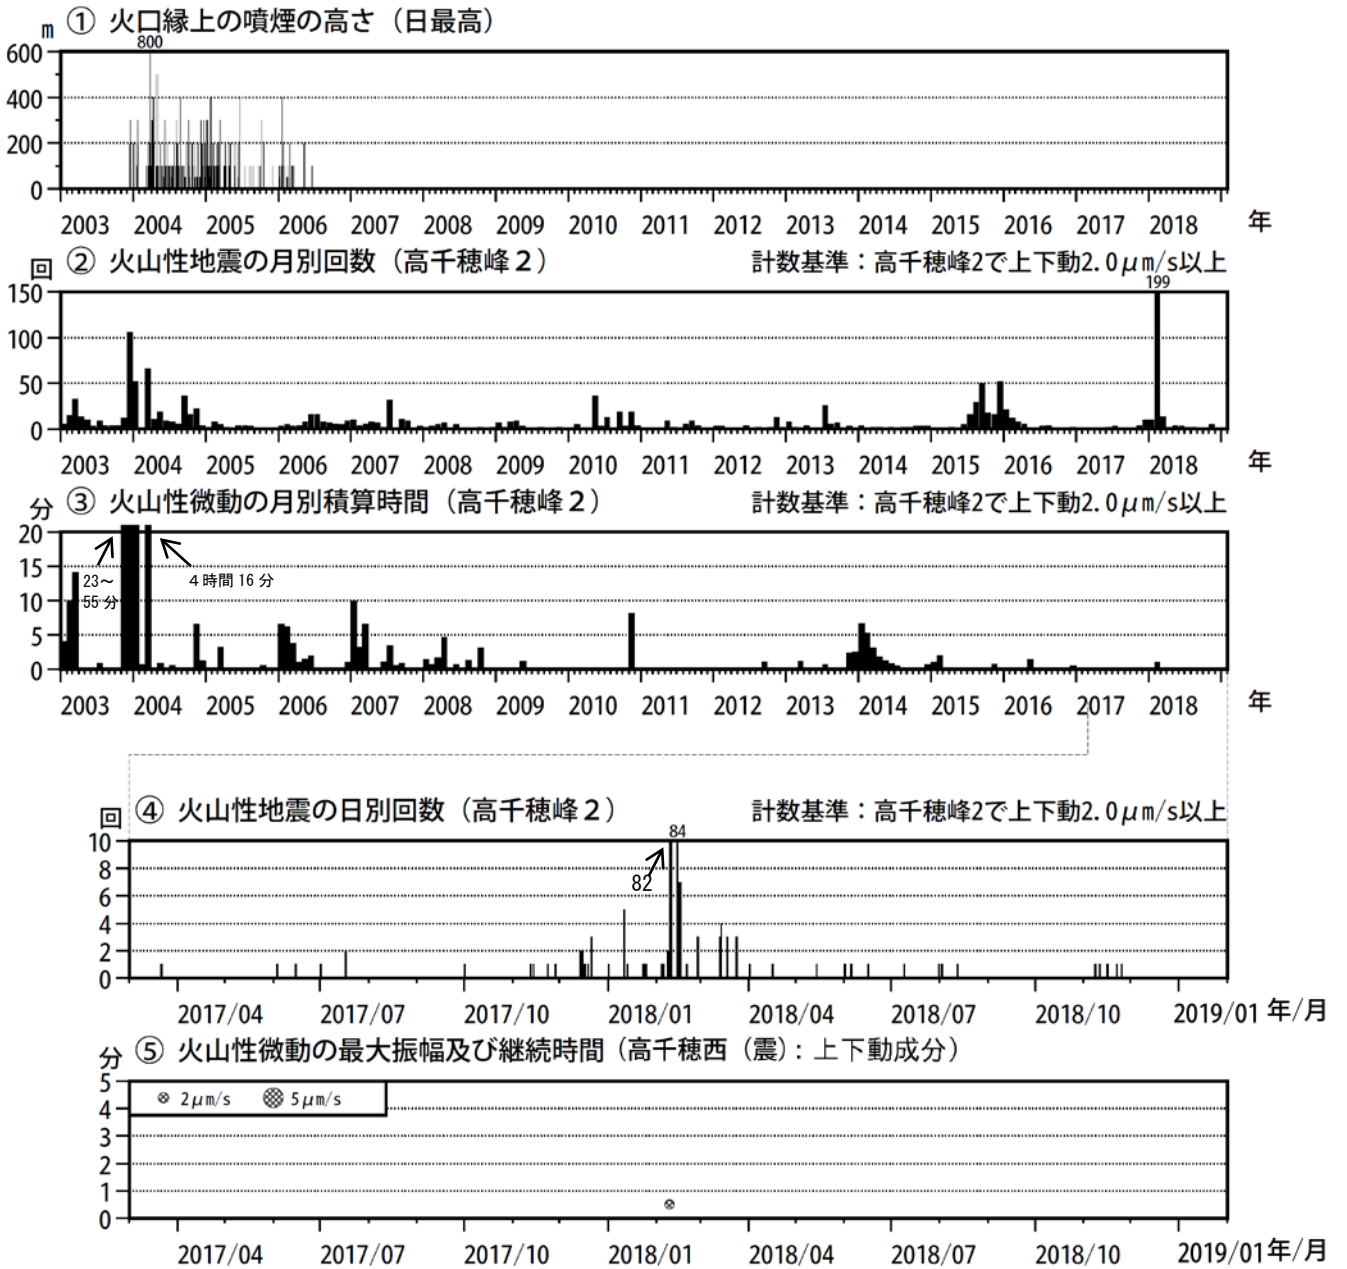 m ① 火口縁上の噴煙の高さ（日最高）
800
600
400
200
0
2003 2004 2005 2006 2007 2008 2009 2010 2011 2012 2013 2014 2015 2016 2017 2018 年
回 ② 火山性地震の月別回数（高千穂峰２） 計数基準：高千穂峰2で上下動2.0μm/s以上
199
150
100
50
0
2003 2004 2005 2006 2007 2008 2009 2010 2011 2012 2013 2014 2015 2016 2017 2018 年
分 ③ 火山性微動の月別積算時間（高千穂峰２） 計数基準：高千穂峰2で上下動2.0μm/s以上
20
15
23～ ４時間 16 分
10 55 分
5
0
2003 2004 2005 2006 2007 2008 2009 2010 2011 2012 2013 2014 2015 2016 2017 2018 年
回 ④ 火山性地震の日別回数（高千穂峰２） 計数基準：高千穂峰2で上下動2.0μm/s以上
84
10
8
82
6
4
2
0
2017/04 2017/07 2017/10 2018/01 2018/04 2018/07 2018/10 2019/01 年/月
分 ⑤ 火山性微動の最大振幅及び継続時間（高千穂西（震）：上下動成分）
5
2μm/s 5μm/s
4
3
2
1
0
2017/04 2017/07 2017/10 2018/01 2018/04 2018/07 2018/10 2019/01 年/月